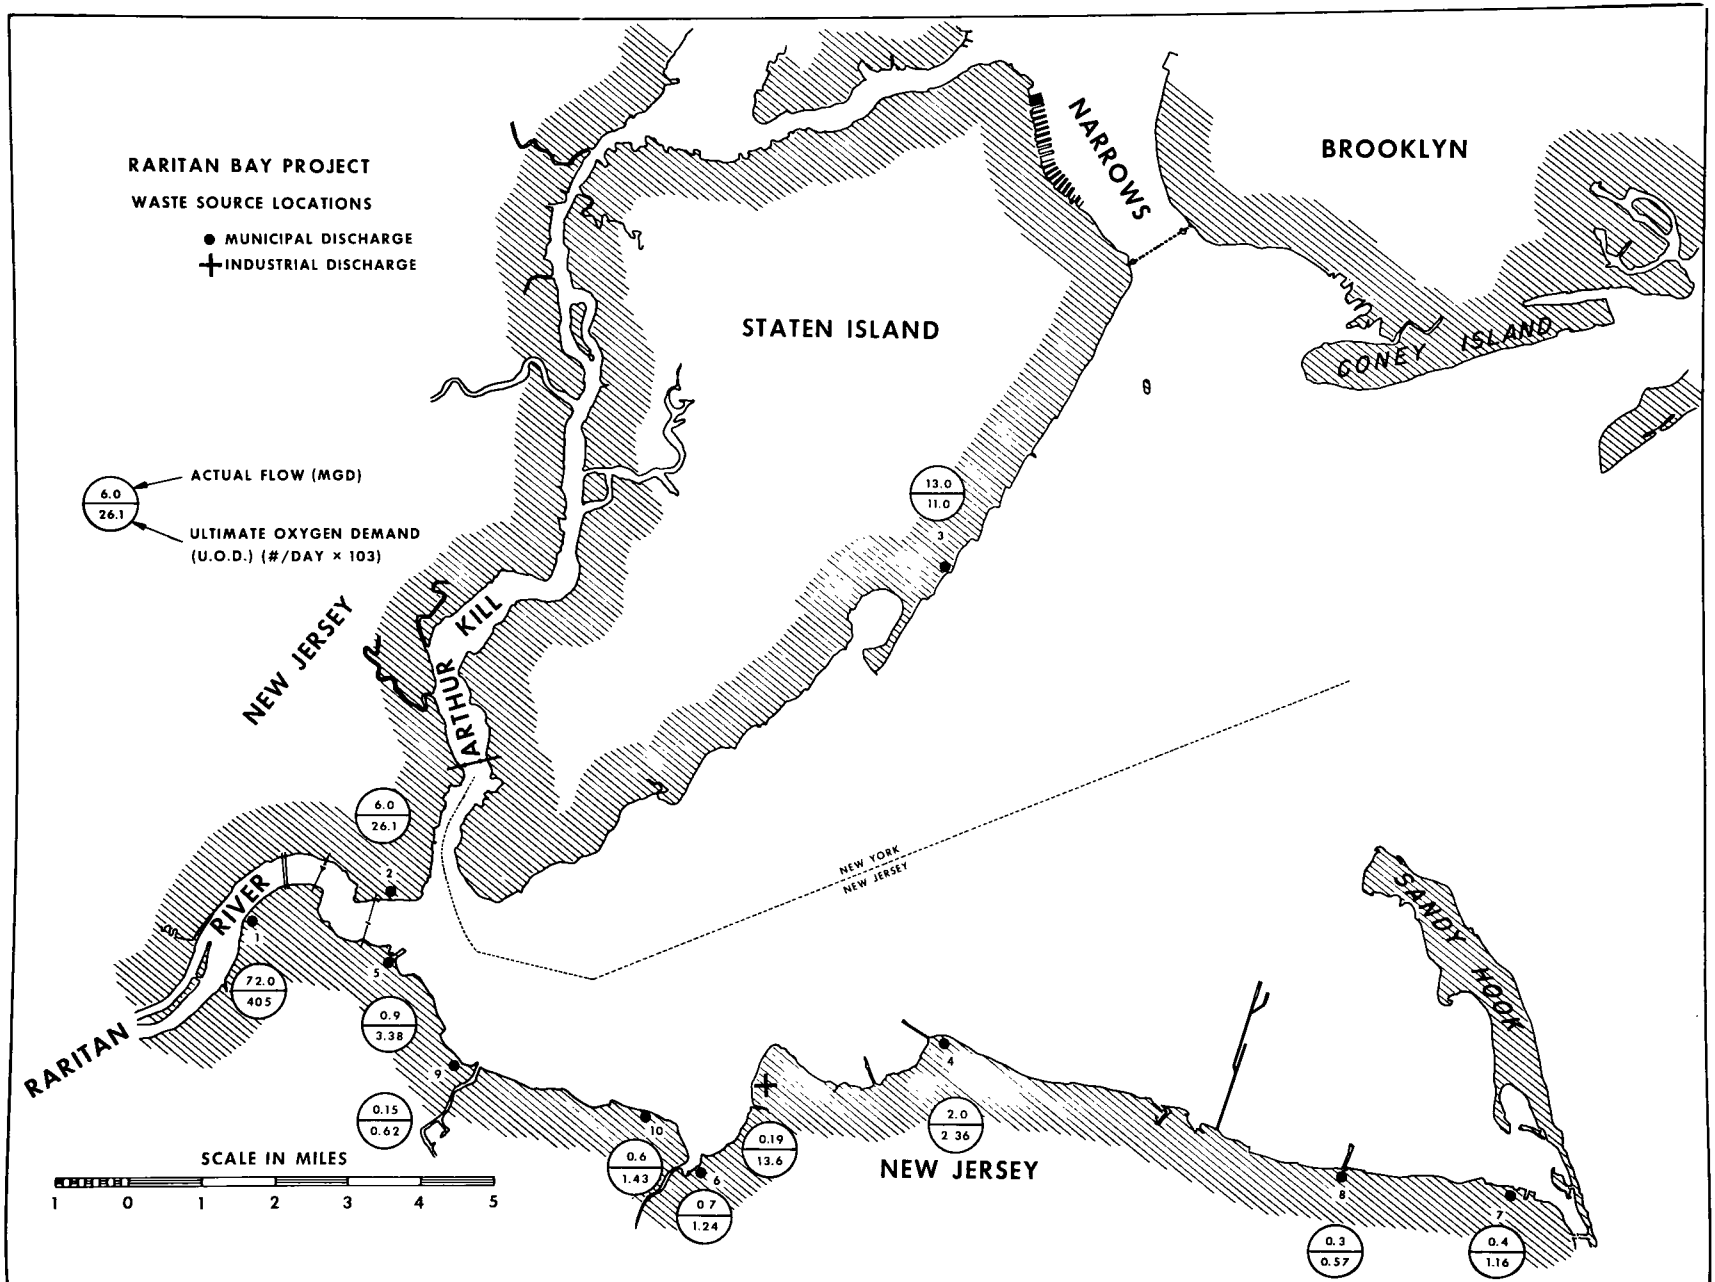 RARITAN BAY PROJECT
WASTE SOURCE LOCATIONS
MUNICIPAL DISCHARGE
INDUSTRIAL DISCHARGE
NARROWS
BROOKLYN
STATEN ISLAND
CONEY ISLAND
6.0
26.1
ACTUAL FLOW (MGD)
ULTIMATE OXYGEN DEMAND
(U.O.D.) (#/DAY × 103)
13.0
11.0
3
NEW JERSEY
ARTHUR KILL
6.0
26.1
2
NEW YORK
NEW JERSEY
SANDY HOOK
RARITAN RIVER
1
72.0
405
5
0.9
3.38
9
0.15
0.62
10
0.6
1.43
6
0 7
1.24
0.19
13.6
4
2.0
2 36
NEW JERSEY
8
0.3
0.57
7
0.4
1.16
SCALE IN MILES
1 0 1 2 3 4 5